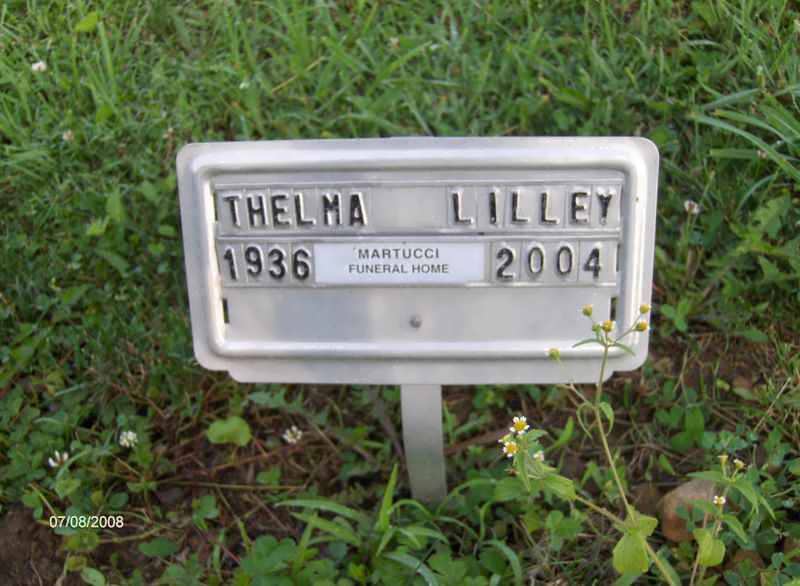 THELMA LILLEY
1936 MARTUCCI FUNERAL HOME 2004
07/08/2008